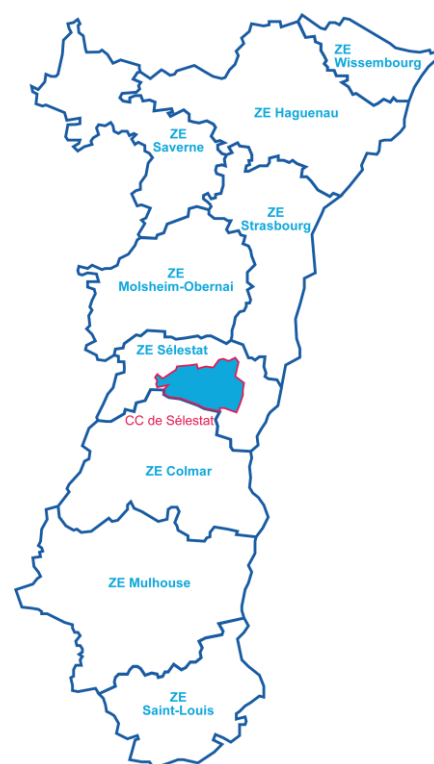 ZE
Wissembourg
ZE Haguenau
ZE
Saverne
ZE
Strasbourg
ZE
Molsheim-Obernai
ZE Sélestat
CC de Sélestat
ZE Colmar
ZE Mulhouse
ZE
Saint-Louis